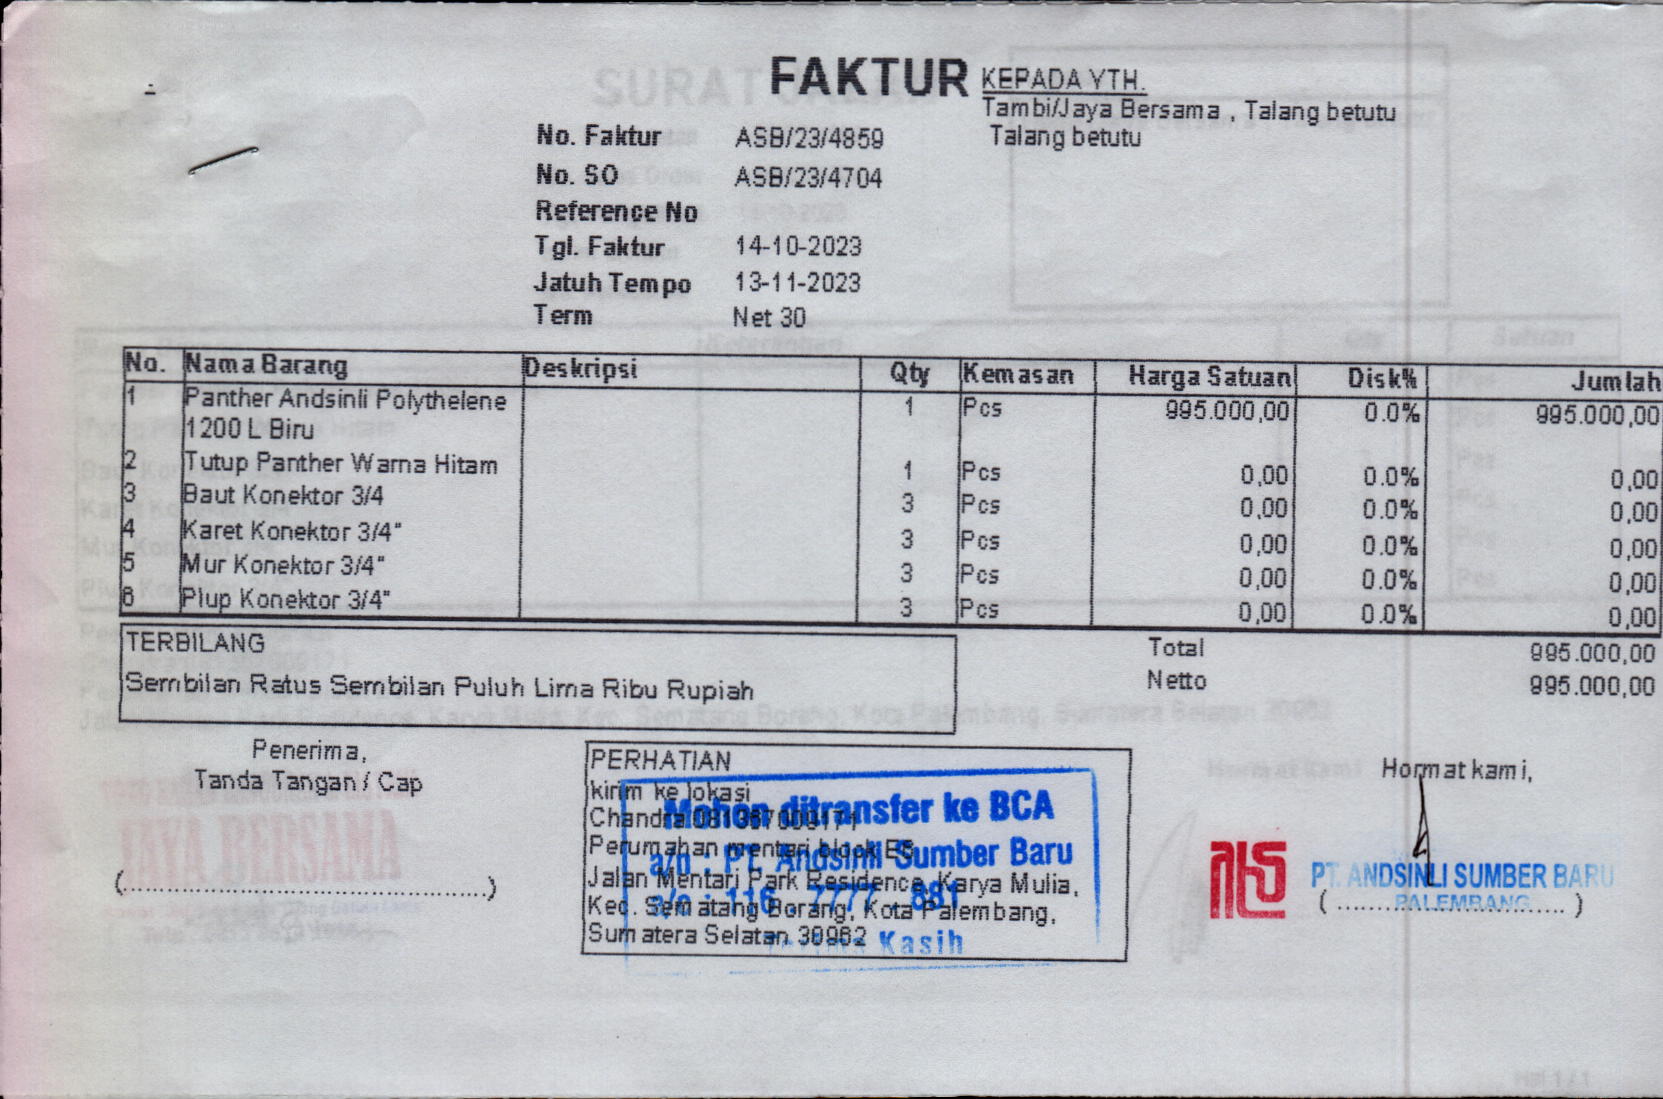 FAKTUR
KEPADA YTH.
Tambi/Jaya Bersama , Talang betutu
Talang betutu
No. Faktur ASB/23/4859
No. SO ASB/23/4704
Reference No
Tgl. Faktur 14-10-2023
Jatuh Tempo 13-11-2023
Term Net 30
No. Nama Barang Deskripsi Qty Kemasan Harga Satuan Disk% Jumlah
1 Panther Andsinli Polythelene 1 Pcs 995.000,00 0.0% 995.000,00
1200 L Biru
2 Tutup Panther Warna Hitam 1 Pcs 0,00 0.0% 0,00
3 Baut Konektor 3/4 3 Pcs 0,00 0.0% 0,00
4 Karet Konektor 3/4" 3 Pcs 0,00 0.0% 0,00
5 Mur Konektor 3/4" 3 Pcs 0,00 0.0% 0,00
6 Plup Konektor 3/4" 3 Pcs 0,00 0.0% 0,00
TERBILANG
Sembilan Ratus Sembilan Puluh Lima Ribu Rupiah
Total 995.000,00
Netto 995.000,00
Penerima,
Tanda Tangan / Cap
JAYA BERSAMA
(..................................................)
PERHATIAN
kirim ke lokasi
Chandra
Perumahan mentari block
Jalan Mentari Park Residence, Karya Mulia,
Kec. Sematang Borang, Kota Palembang,
Sumatera Selatan 30962
Mohon ditransfer ke BCA
a/n : PT. Andsinli Sumber Baru
a/c : 116 . 7777 . 881
Terima Kasih
Hormat kami,
PT. ANDSINLI SUMBER BARU
PALEMBANG
( ................................ )